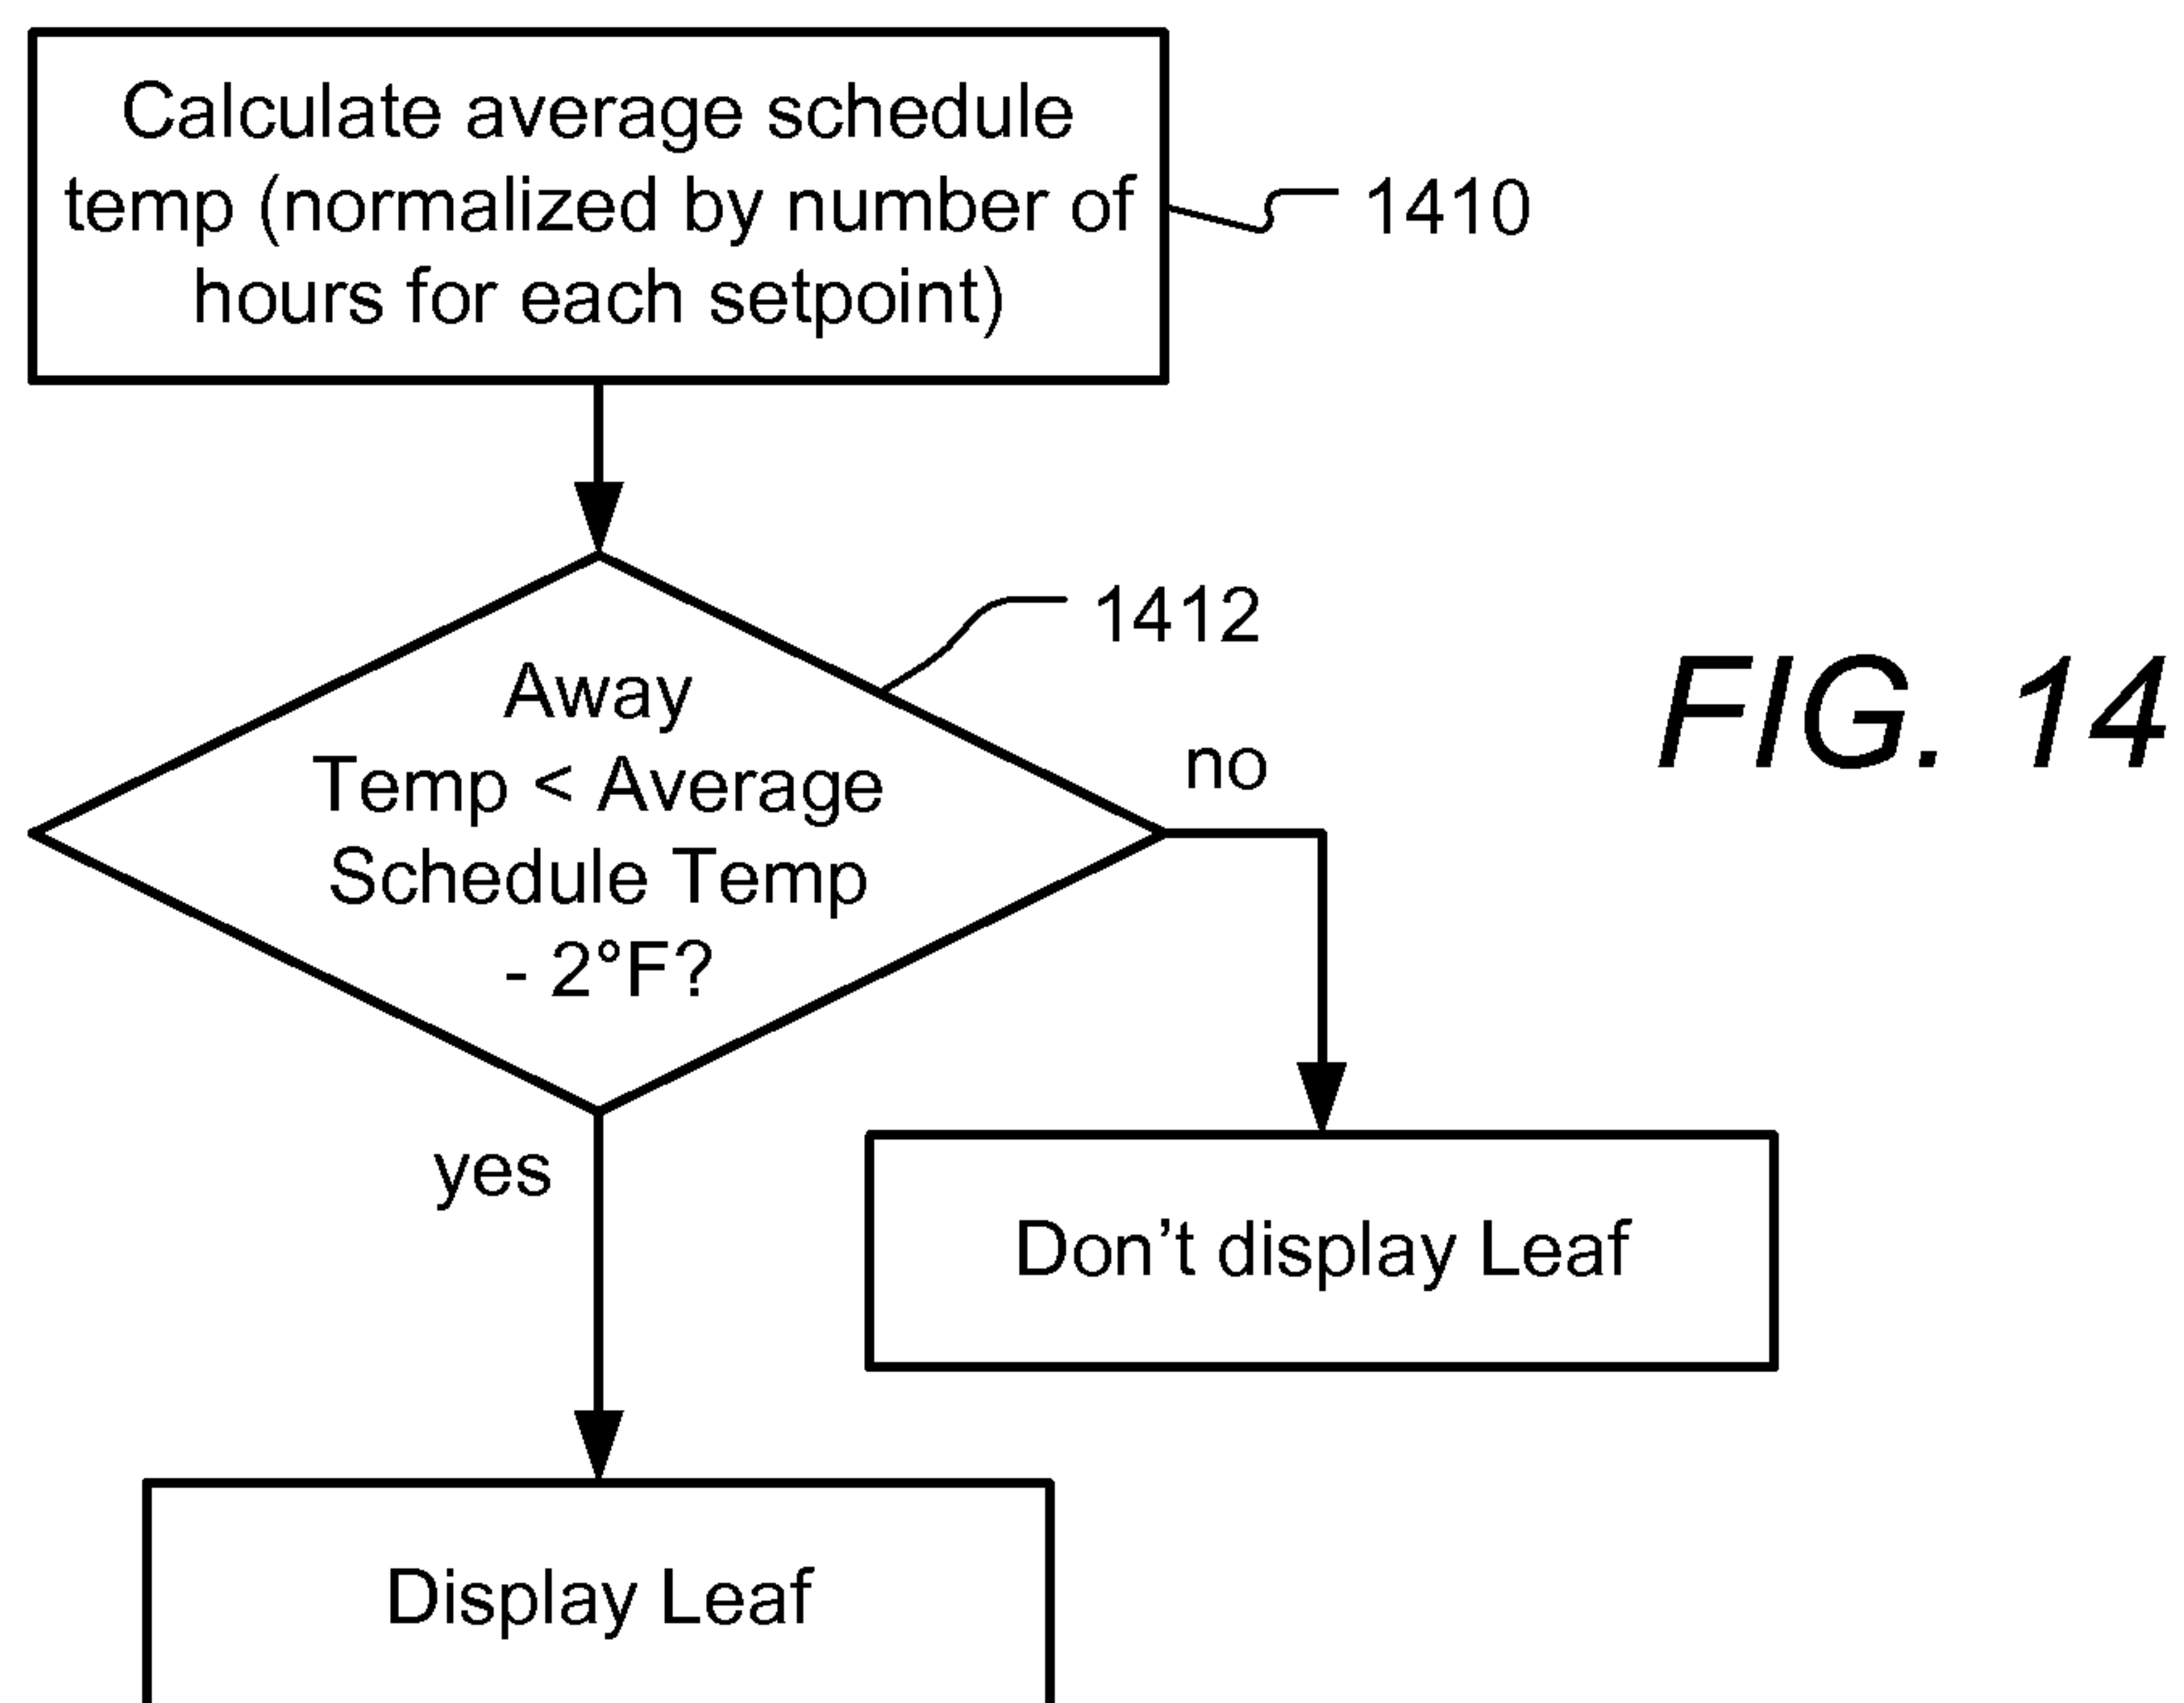 Calculate average schedule
temp (normalized by number of
hours for each setpoint)
1410
1412
Away
Temp < Average
Schedule Temp
- 2°F?
no
FIG. 14
yes
Don't display Leaf
Display Leaf